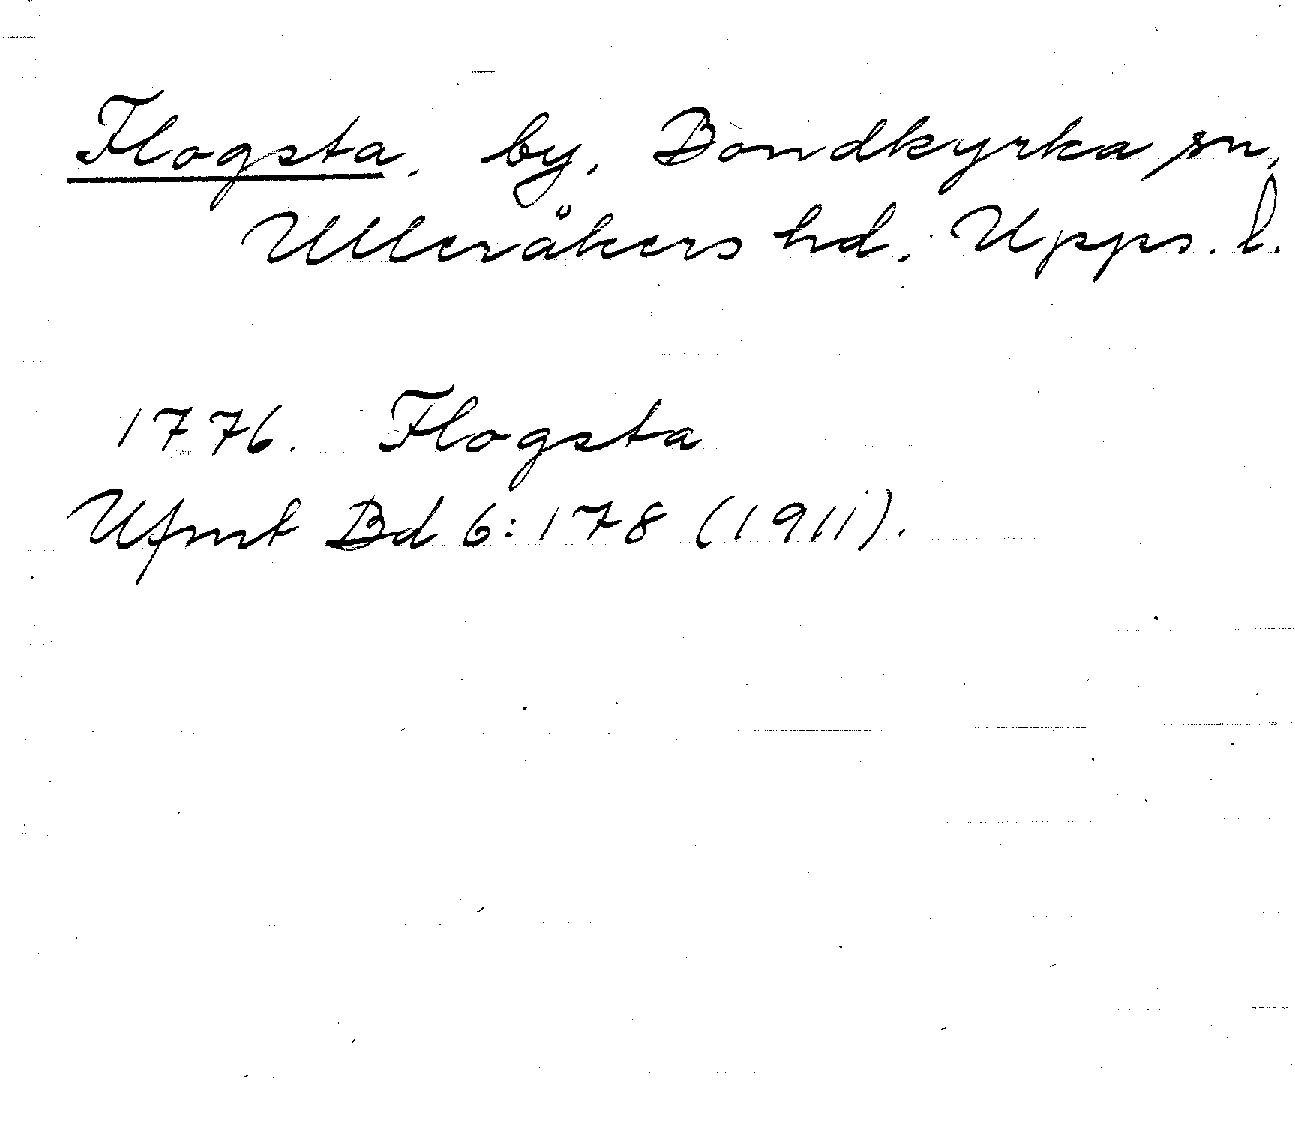 Flogsta, by, Bondkyrka sn,
Ulleråkers hd, Upps. l.
1776. Flogsta
Ufmt Bd 6:178 (1911).